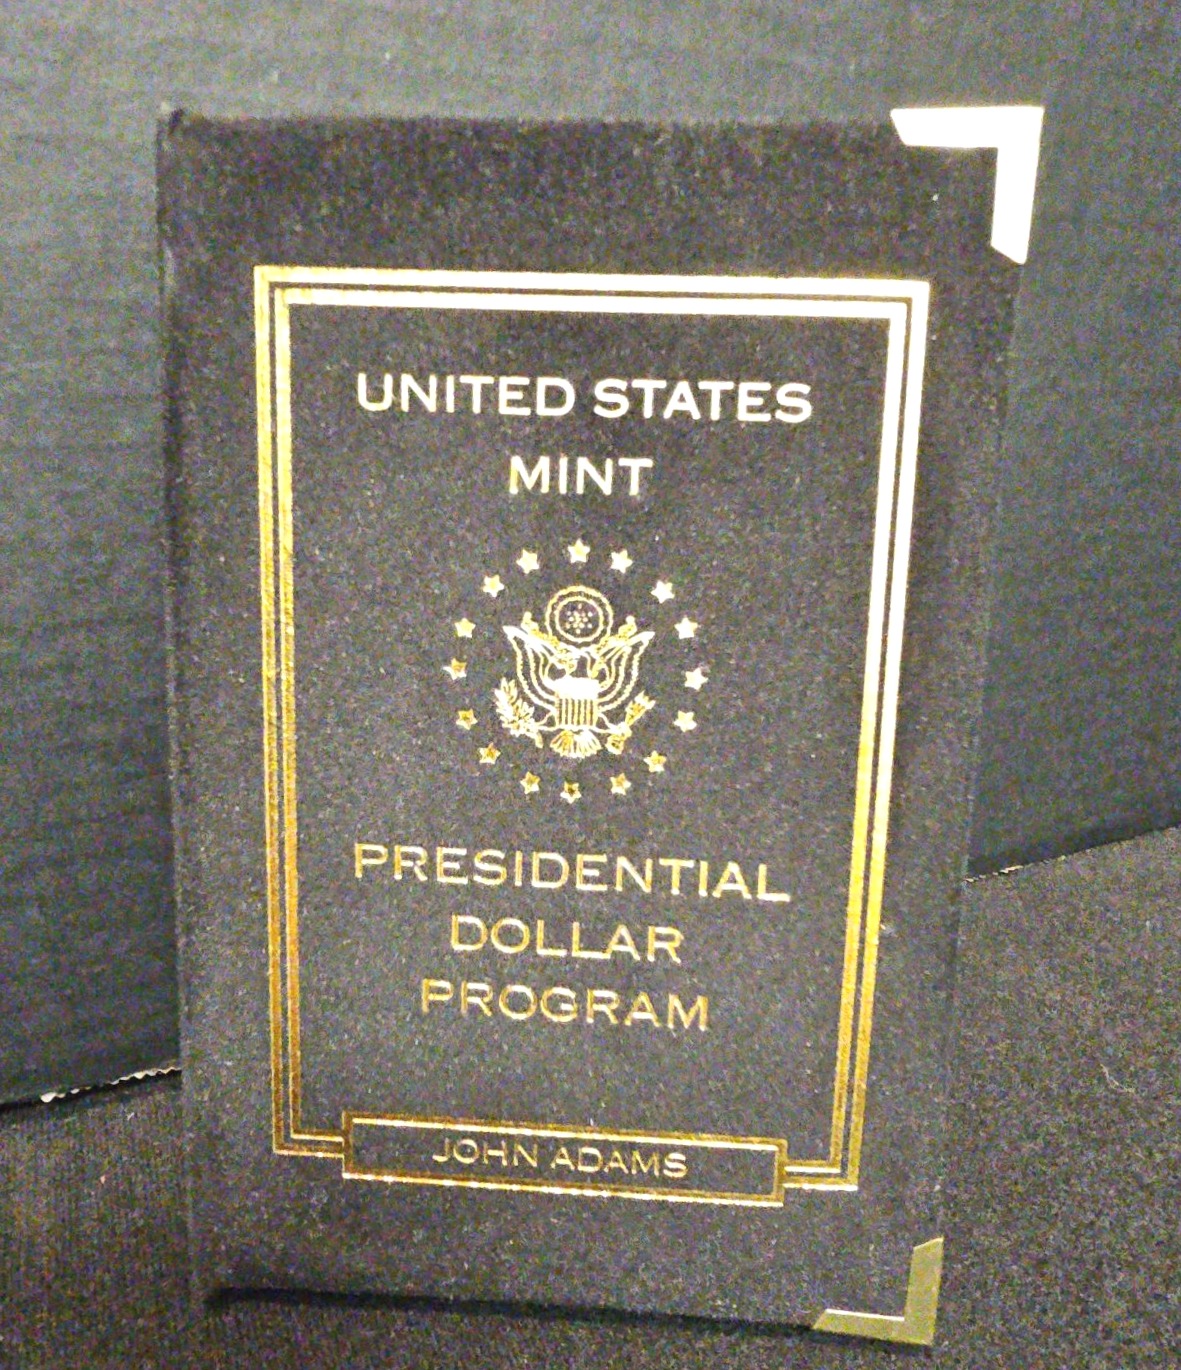 UNITED STATES
MINT
PRESIDENTIAL
DOLLAR
PROGRAM
JOHN ADAMS